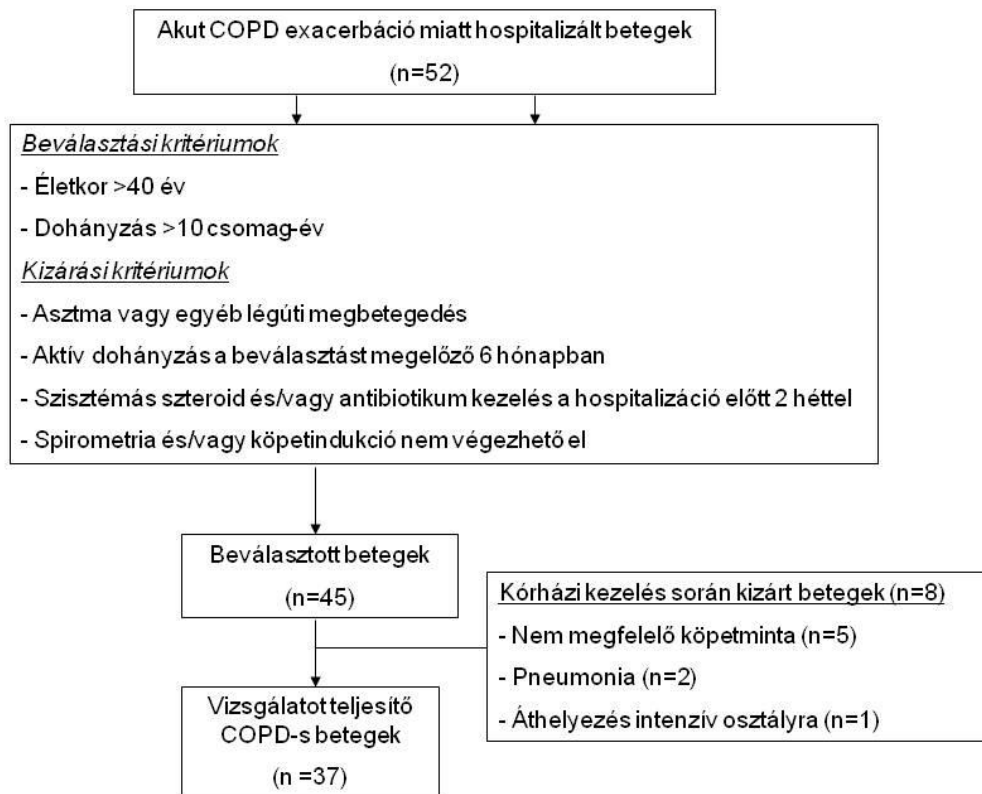 Akut COPD exacerbáció miatt hospitalizált betegek
(n=52)
Beválasztási kritériumok
- Életkor >40 év
- Dohányzás >10 csomag-év
Kizárási kritériumok
- Asztma vagy egyéb légúti megbetegedés
- Aktív dohányzás a beválasztást megelőző 6 hónapban
- Szisztémás szteroid és/vagy antibiotikum kezelés a hospitalizáció előtt 2 héttel
- Spirometria és/vagy köpetindukció nem végezhető el
Beválasztott betegek
(n=45)
Kórházi kezelés során kizárt betegek (n=8)
- Nem megfelelő köpetminta (n=5)
- Pneumonia (n=2)
- Áthelyezés intenzív osztályra (n=1)
Vizsgálatot teljesítő
COPD-s betegek
(n =37)